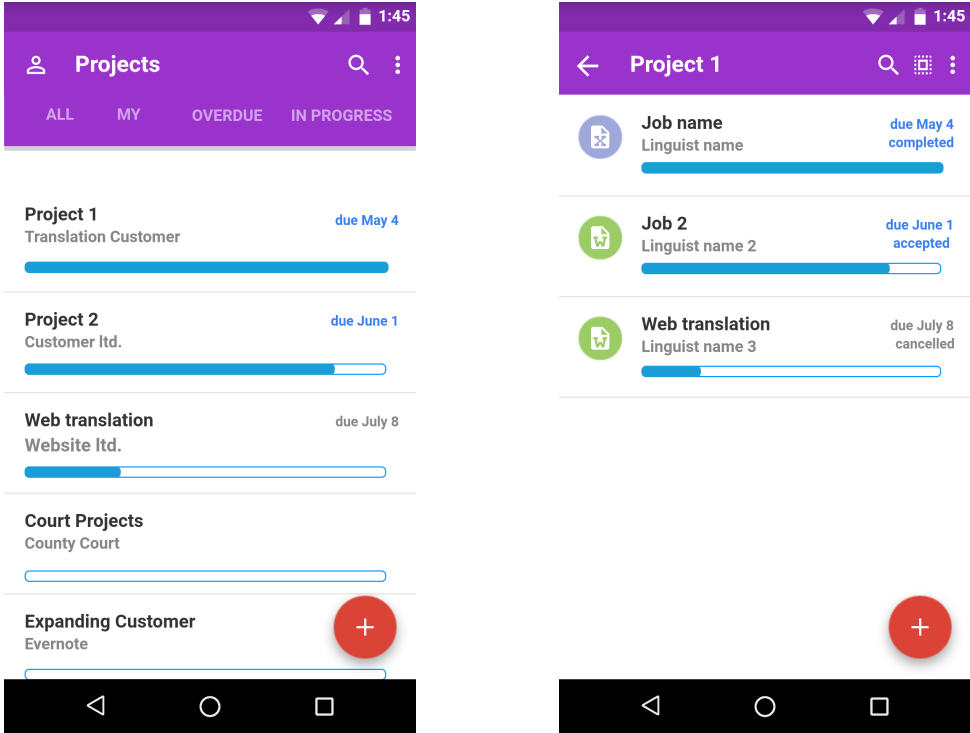 1:45
Projects
ALL MY OVERDUE IN PROGRESS
Project 1
due May 4
Translation Customer
Project 2
due June 1
Customer ltd.
Web translation
due July 8
Website ltd.
Court Projects
County Court
Expanding Customer
Evernote
1:45
Project 1
Job name
due May 4
Linguist name
completed
Job 2
due June 1
Linguist name 2
accepted
Web translation
due July 8
Linguist name 3
cancelled